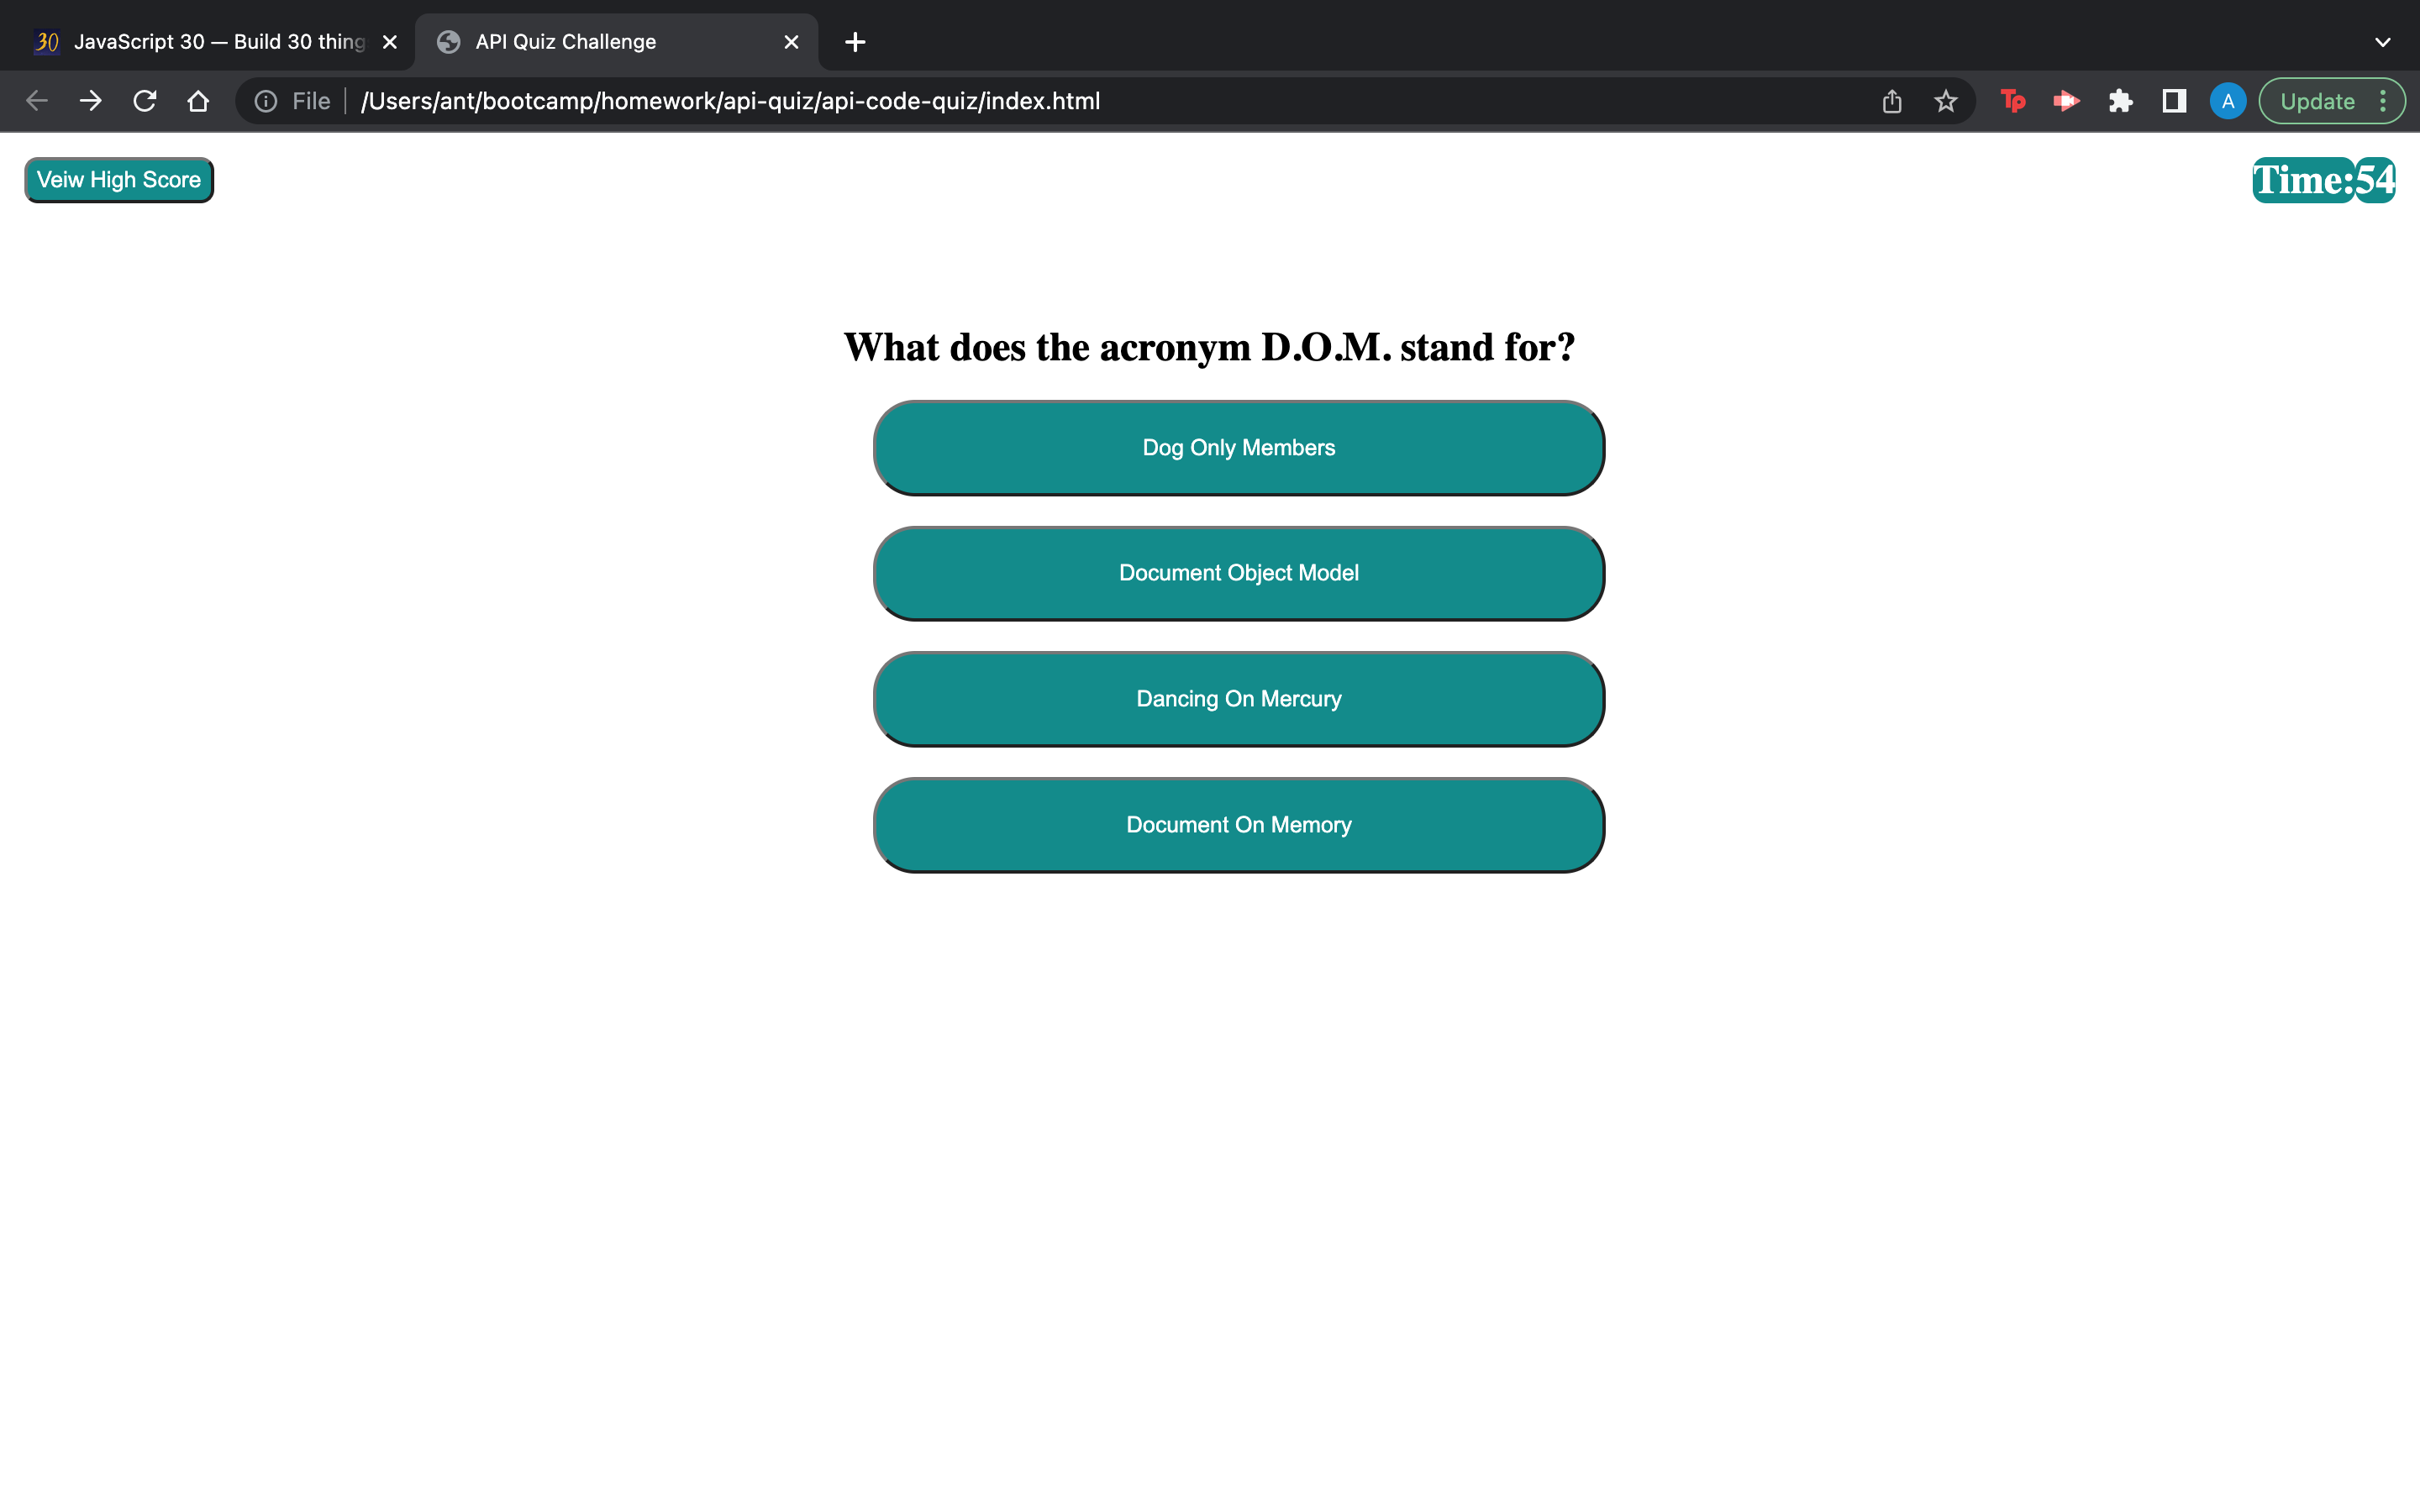 30 JavaScript 30 — Build 30 thing
API Quiz Challenge
File /Users/ant/bootcamp/homework/api-quiz/api-code-quiz/index.html
Tp
A
Update
Veiw High Score
Time:54
What does the acronym D.O.M. stand for?
Dog Only Members
Document Object Model
Dancing On Mercury
Document On Memory